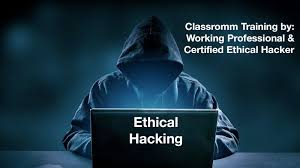 Classromm Training by:
Working Professional &
Certified Ethical Hacker
Ethical
Hacking